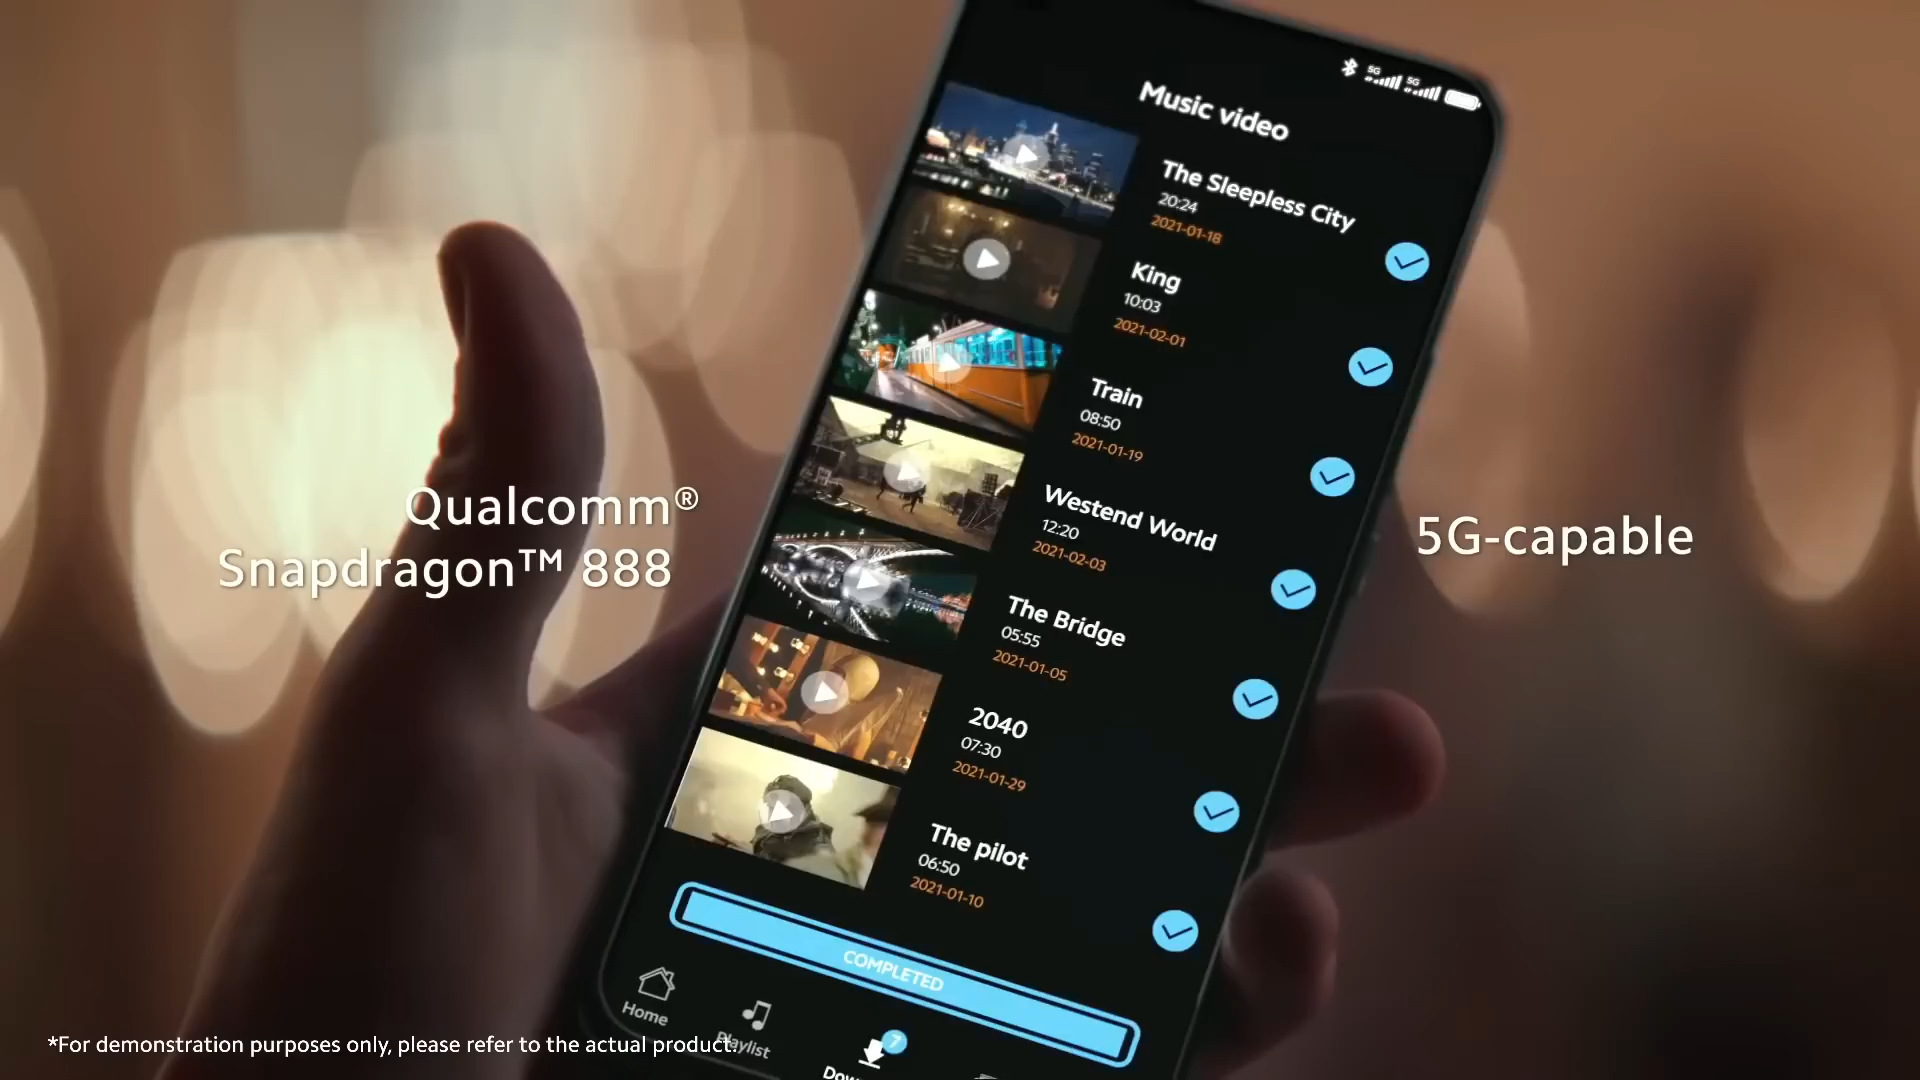 5G 5G
Music video
The Sleepless City
20:24
2021-01-18
King
10:03
2021-02-01
Train
08:50
2021-01-19
Westend World
12:20
2021-02-03
The Bridge
05:55
2021-01-05
2040
07:30
2021-01-29
The pilot
06:50
2021-01-10
COMPLETED
Home
Playlist
7
Qualcomm®
Snapdragon™ 888
5G-capable
*For demonstration purposes only, please refer to the actual product.